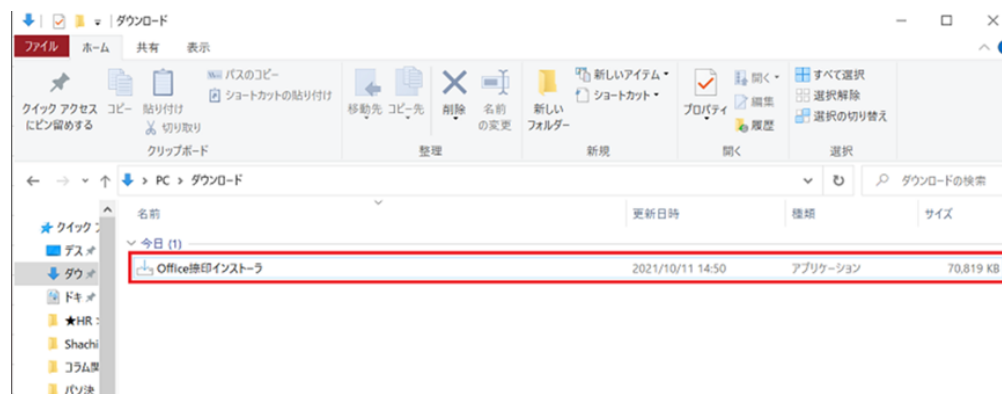 ダウンロード
ファイル ホーム 共有 表示
クイック アクセス
にピン留めする
コピー
貼り付け
パスのコピー
ショートカットの貼り付け
切り取り
クリップボード
移動先 コピー先
削除
名前
の変更
整理
新しい
フォルダー
新しいアイテム
ショートカット
新規
プロパティ
開く
編集
履歴
開く
すべて選択
選択解除
選択の切り替え
選択
PC > ダウンロード
ダウンロードの検索
名前 更新日時 種類 サイズ
今日 (1)
Office捺印インストーラ 2021/10/11 14:50 アプリケーション 70,819 KB
クイック ア
デス
ダウ
ドキ
★HR
Shachi
コラム関
パソ決